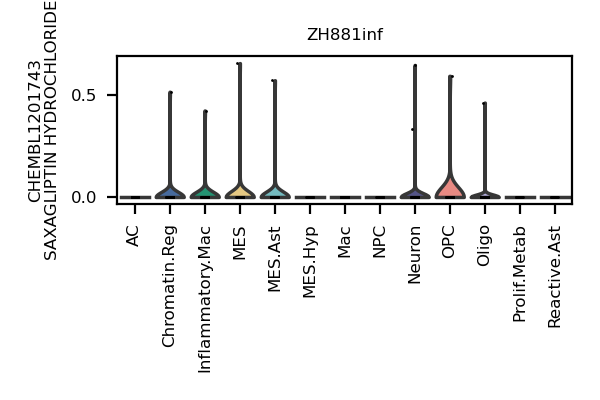 ZH881inf
CHEMBL1201743
SAXAGLIPTIN HYDROCHLORIDE
0.5
0.0
AC
Chromatin.Reg
Inflammatory.Mac
MES
MES.Ast
MES.Hyp
Mac
NPC
Neuron
OPC
Oligo
Prolif.Metab
Reactive.Ast